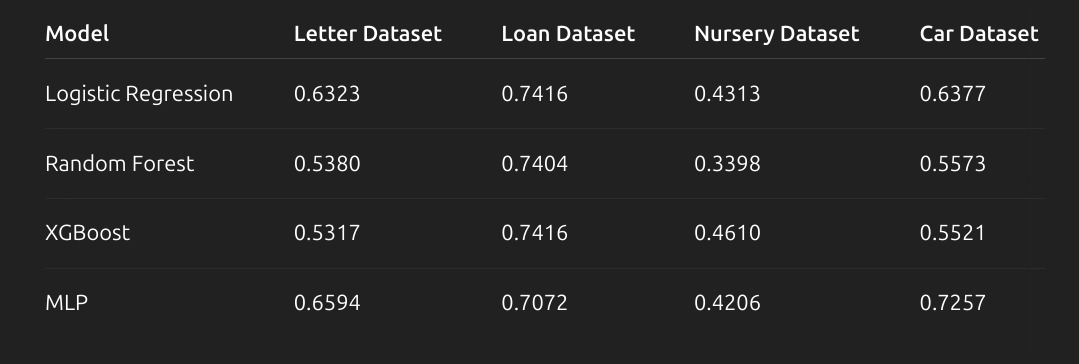 Model Letter Dataset Loan Dataset Nursery Dataset Car Dataset
Logistic Regression 0.6323 0.7416 0.4313 0.6377
Random Forest 0.5380 0.7404 0.3398 0.5573
XGBoost 0.5317 0.7416 0.4610 0.5521
MLP 0.6594 0.7072 0.4206 0.7257